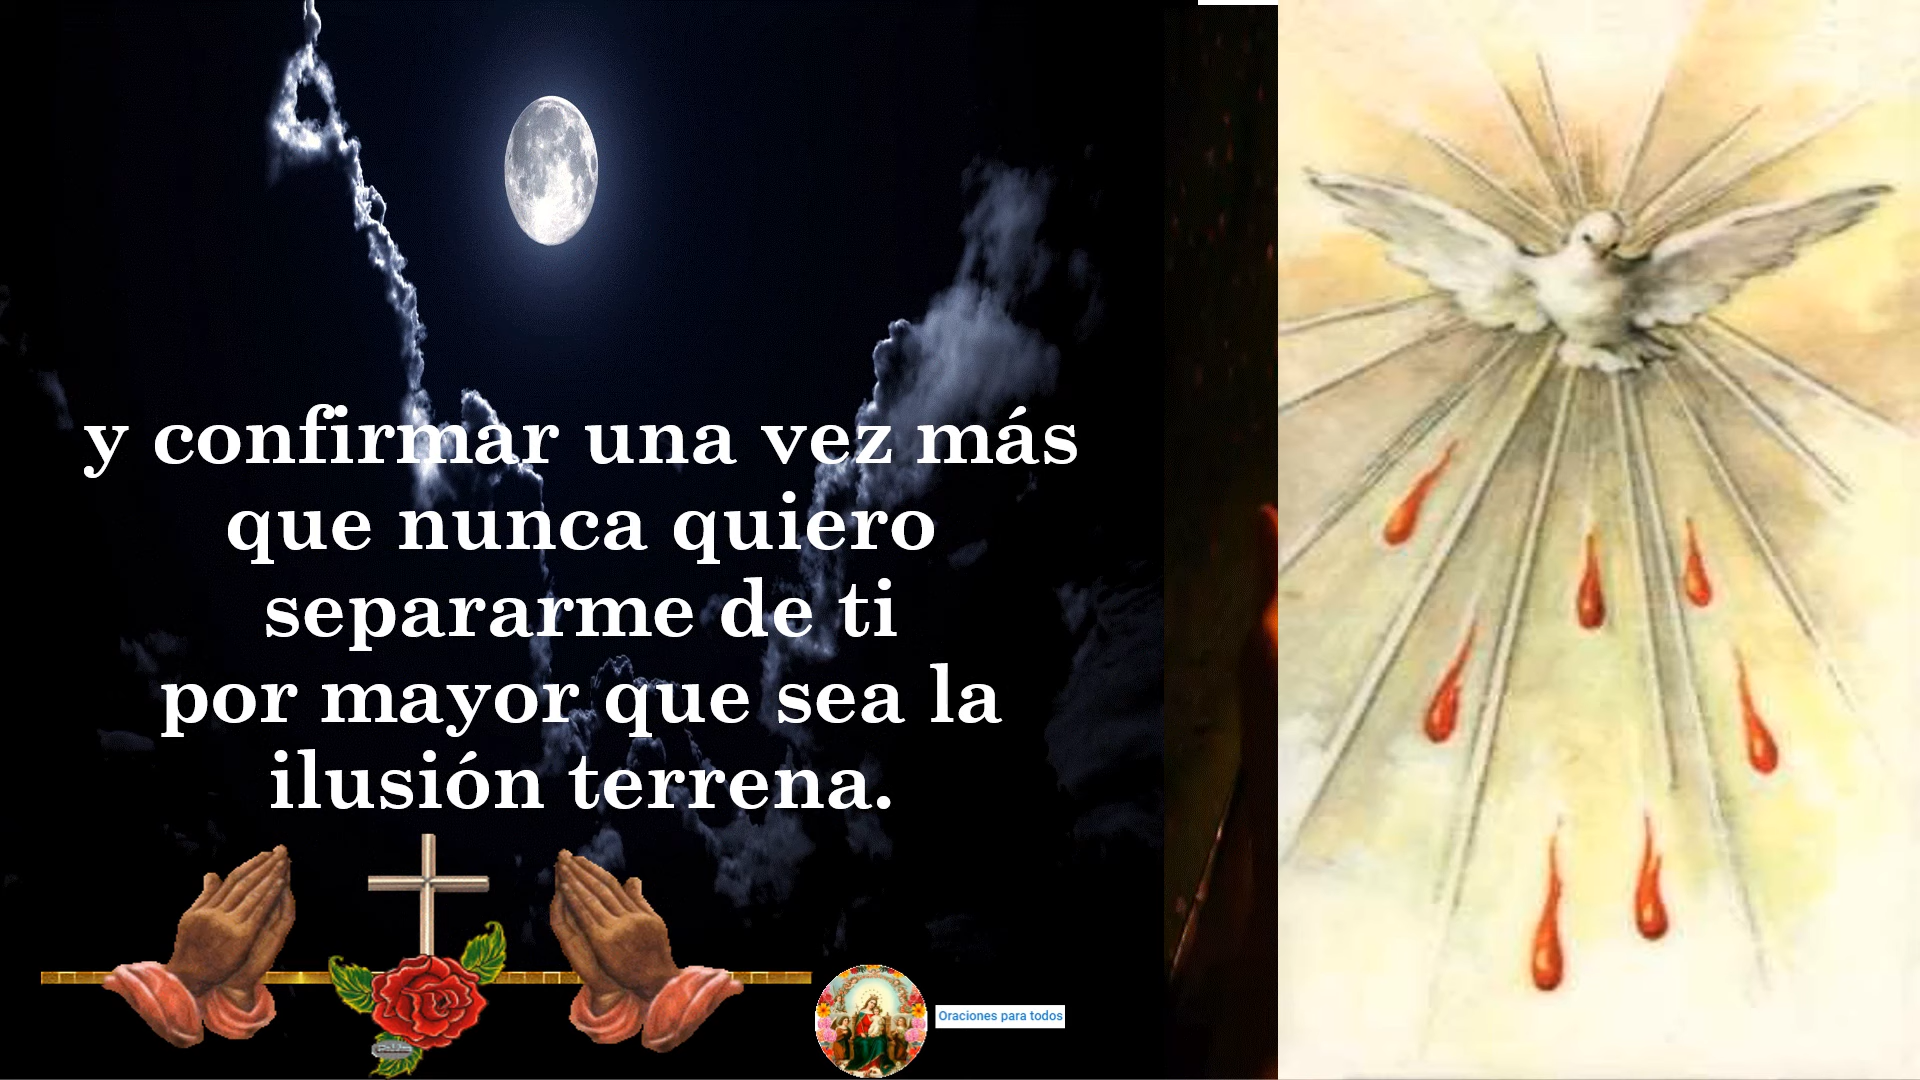 y confirmar una vez más
que nunca quiero
separarme de ti
por mayor que sea la
ilusión terrena.
Oraciones para todos